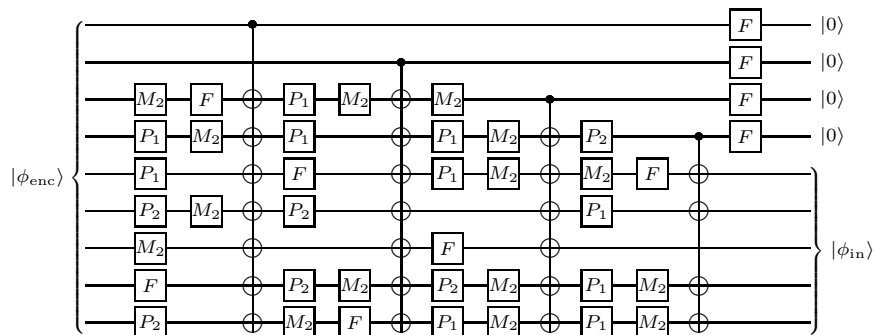 F |0⟩
F |0⟩
M₂ F P₁ M₂ M₂ F |0⟩
P₁ M₂ P₁ P₁ M₂ P₂ F |0⟩
|ϕenc⟩ P₁ F P₁ M₂ M₂ F
P₂ M₂ P₂ P₁
M₂ F |ϕin⟩
F P₂ M₂ P₂ M₂ P₁ M₂
P₂ M₂ F P₁ M₂ P₁ M₂